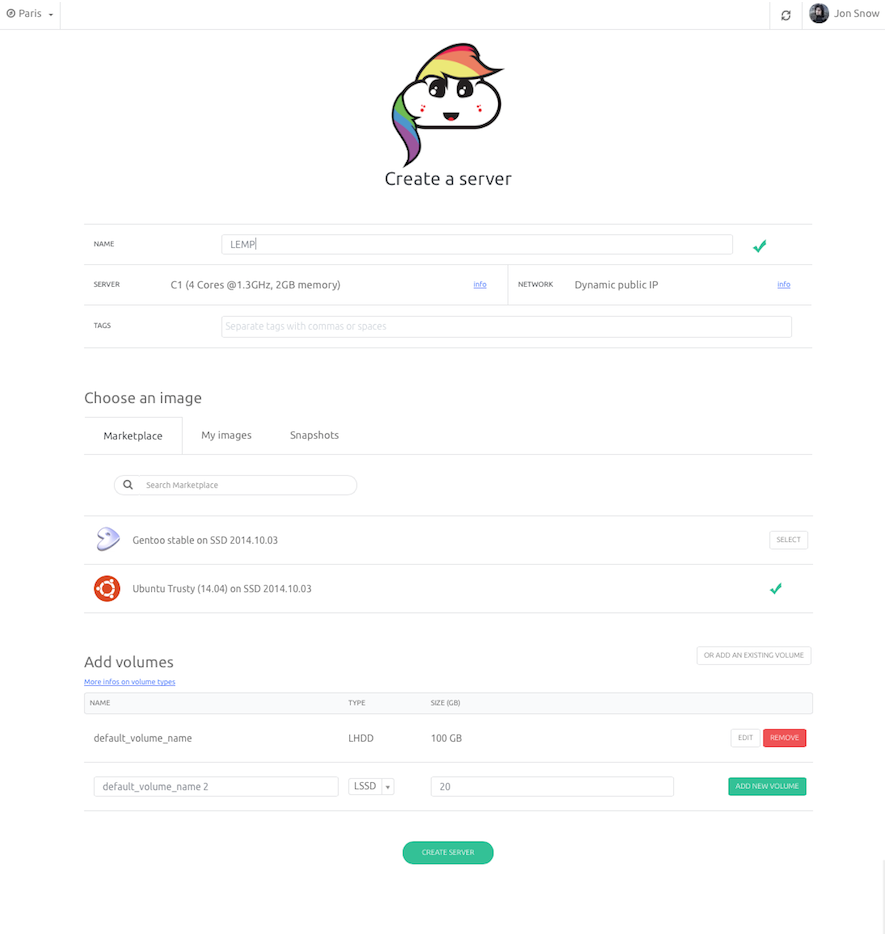 Paris
Jon Snow
Create a server
NAME
LEMP
SERVER
C1 (4 Cores @1.3GHz, 2GB memory)
info
NETWORK
Dynamic public IP
info
TAGS
Separate tags with commas or spaces
Choose an image
Marketplace
My images
Snapshots
Search Marketplace
Gentoo stable on SSD 2014.10.03
SELECT
Ubuntu Trusty (14.04) on SSD 2014.10.03
Add volumes
OR ADD AN EXISTING VOLUME
More infos on volume types
NAME
TYPE
SIZE (GB)
default_volume_name
LHDD
100 GB
EDIT
REMOVE
default_volume_name 2
LSSD
20
ADD NEW VOLUME
CREATE SERVER